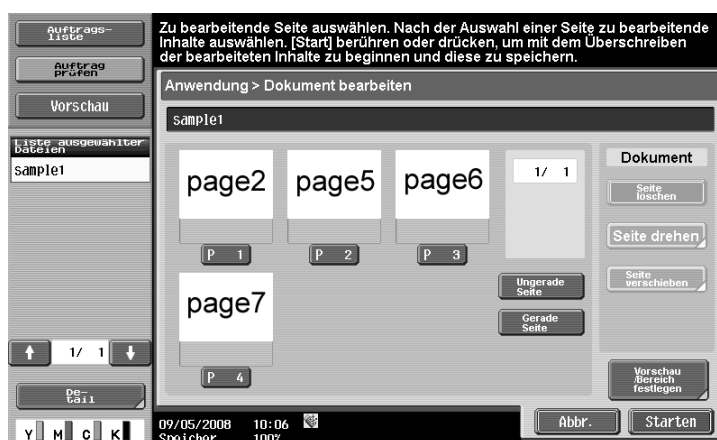 Auftrags-
liste
Auftrag
prüfen
Vorschau
Liste ausgewählter
Dateien
sample1
1/ 1
De-
tail
Y M C K
Zu bearbeitende Seite auswählen. Nach der Auswahl einer Seite zu bearbeitende
Inhalte auswählen. [Start] berühren oder drücken, um mit dem Überschreiben
der bearbeiteten Inhalte zu beginnen und diese zu speichern.
Anwendung > Dokument bearbeiten
sample1
page2 page5 page6
P 1 P 2 P 3
page7
P 4
1/ 1
Ungerade
Seite
Gerade
Seite
Dokument
Seite
löschen
Seite drehen
Seite
verschieben
Vorschau
/Bereich
festlegen
09/05/2008 10:06
Speicher 100%
Abbr. Starten